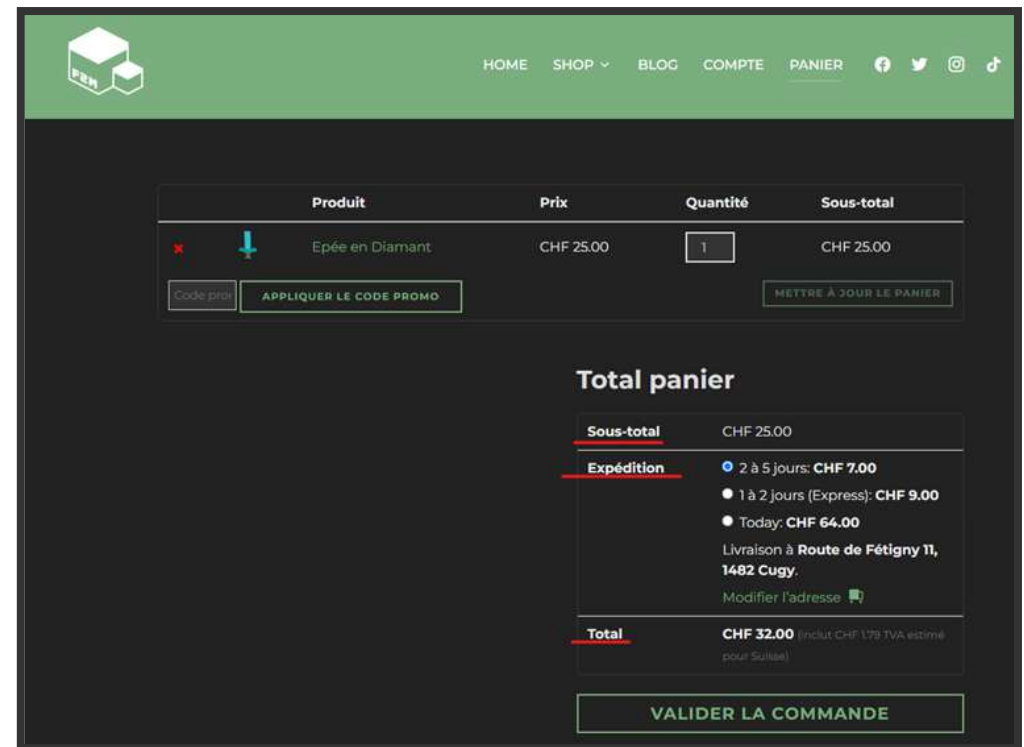 P2M
HOME SHOP BLOG COMPTE PANIER
Produit Prix Quantité Sous-total
Epée en Diamant CHF 25.00 1 CHF 25.00
Code pro APPLIQUER LE CODE PROMO METTRE À JOUR LE PANIER
Total panier
Sous-total CHF 25.00
Expédition 2 à 5 jours: CHF 7.00
1 à 2 jours (Express): CHF 9.00
Today: CHF 64.00
Livraison à Route de Fétigny 11,
1482 Cugy.
Modifier l'adresse
Total CHF 32.00 (inclut CHF 1.79 TVA estimé
pour Suisse)
VALIDER LA COMMANDE